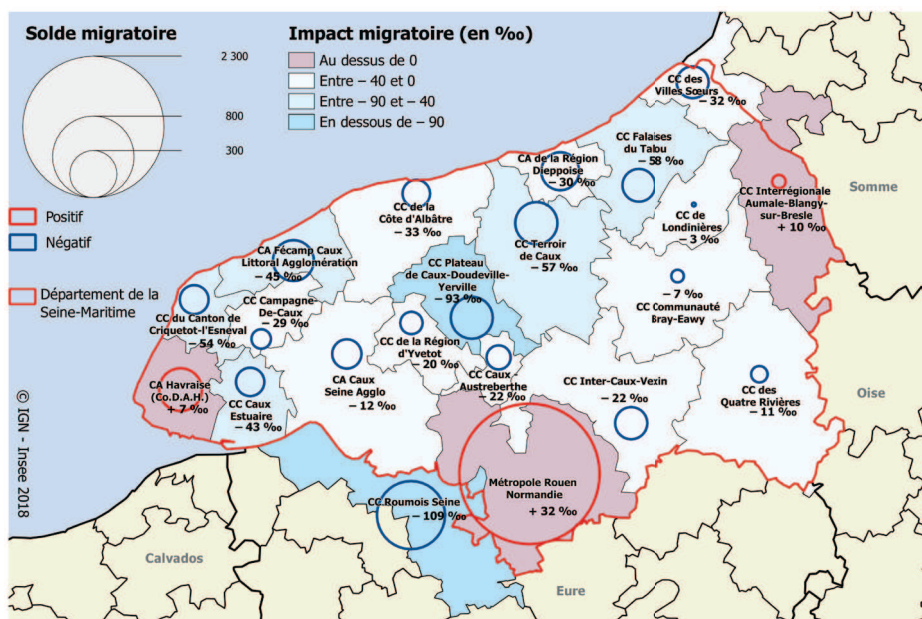 Solde migratoire
2 300
800
300
Positif
Négatif
Département de la
Seine-Maritime
Impact migratoire (en ‰)
Au dessus de 0
Entre – 40 et 0
Entre – 90 et – 40
En dessous de – 90
CC des
Villes Sœurs
– 32 ‰
CC Falaises
du Talou
– 58 ‰
CA de la Région
Dieppoise
– 30 ‰
CC Interrégionale
Aumale-Blangy-
sur-Bresle
+ 10 ‰
Somme
CC de la
Côte d'Albâtre
– 33 ‰
CC de
Londinières
– 3 ‰
CC Terroir
de Caux
– 57 ‰
CA Fécamp Caux
Littoral Agglomération
– 45 ‰
CC Plateau
de Caux-Doudeville-
Yerville
– 93 ‰
– 7 ‰
CC Communauté
Bray-Eawy
CC Campagne-
De-Caux
– 29 ‰
CC du Canton de
Criquetot-l'Esneval
– 54 ‰
CC de la Région
d'Yvetot
– 20 ‰
CA Havraise
(Co.D.A.H.)
+ 7 ‰
CC Caux
Estuaire
– 43 ‰
CA Caux
Seine Agglo
– 12 ‰
CC Caux -
Austreberthe
– 22 ‰
CC Inter-Caux-Vexin
– 22 ‰
CC des
Quatre Rivières
– 11 ‰
Oise
CC Roumois Seine
– 109 ‰
Métropole Rouen
Normandie
+ 32 ‰
Calvados
Eure
© IGN - Insee 2018